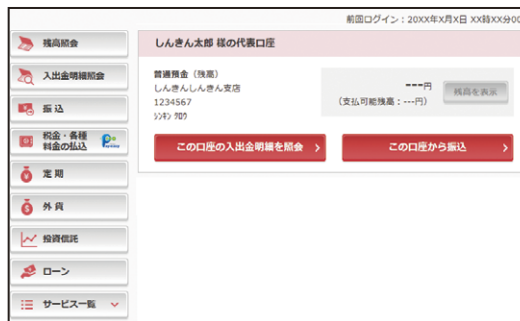 前回ログイン：20XX年X月X日 XX時XX分00
残高照会
入出金明細照会
振込
税金・各種
料金の払込
定期
外貨
投資信託
ローン
サービス一覧
しんきん太郎 様の代表口座
普通預金（残高）
しんきんしんきん支店
1234567
ｼﾝｷﾝ ﾀﾛｳ
---円
（支払可能残高：---円）
残高を表示
この口座の入出金明細を照会
この口座から振込